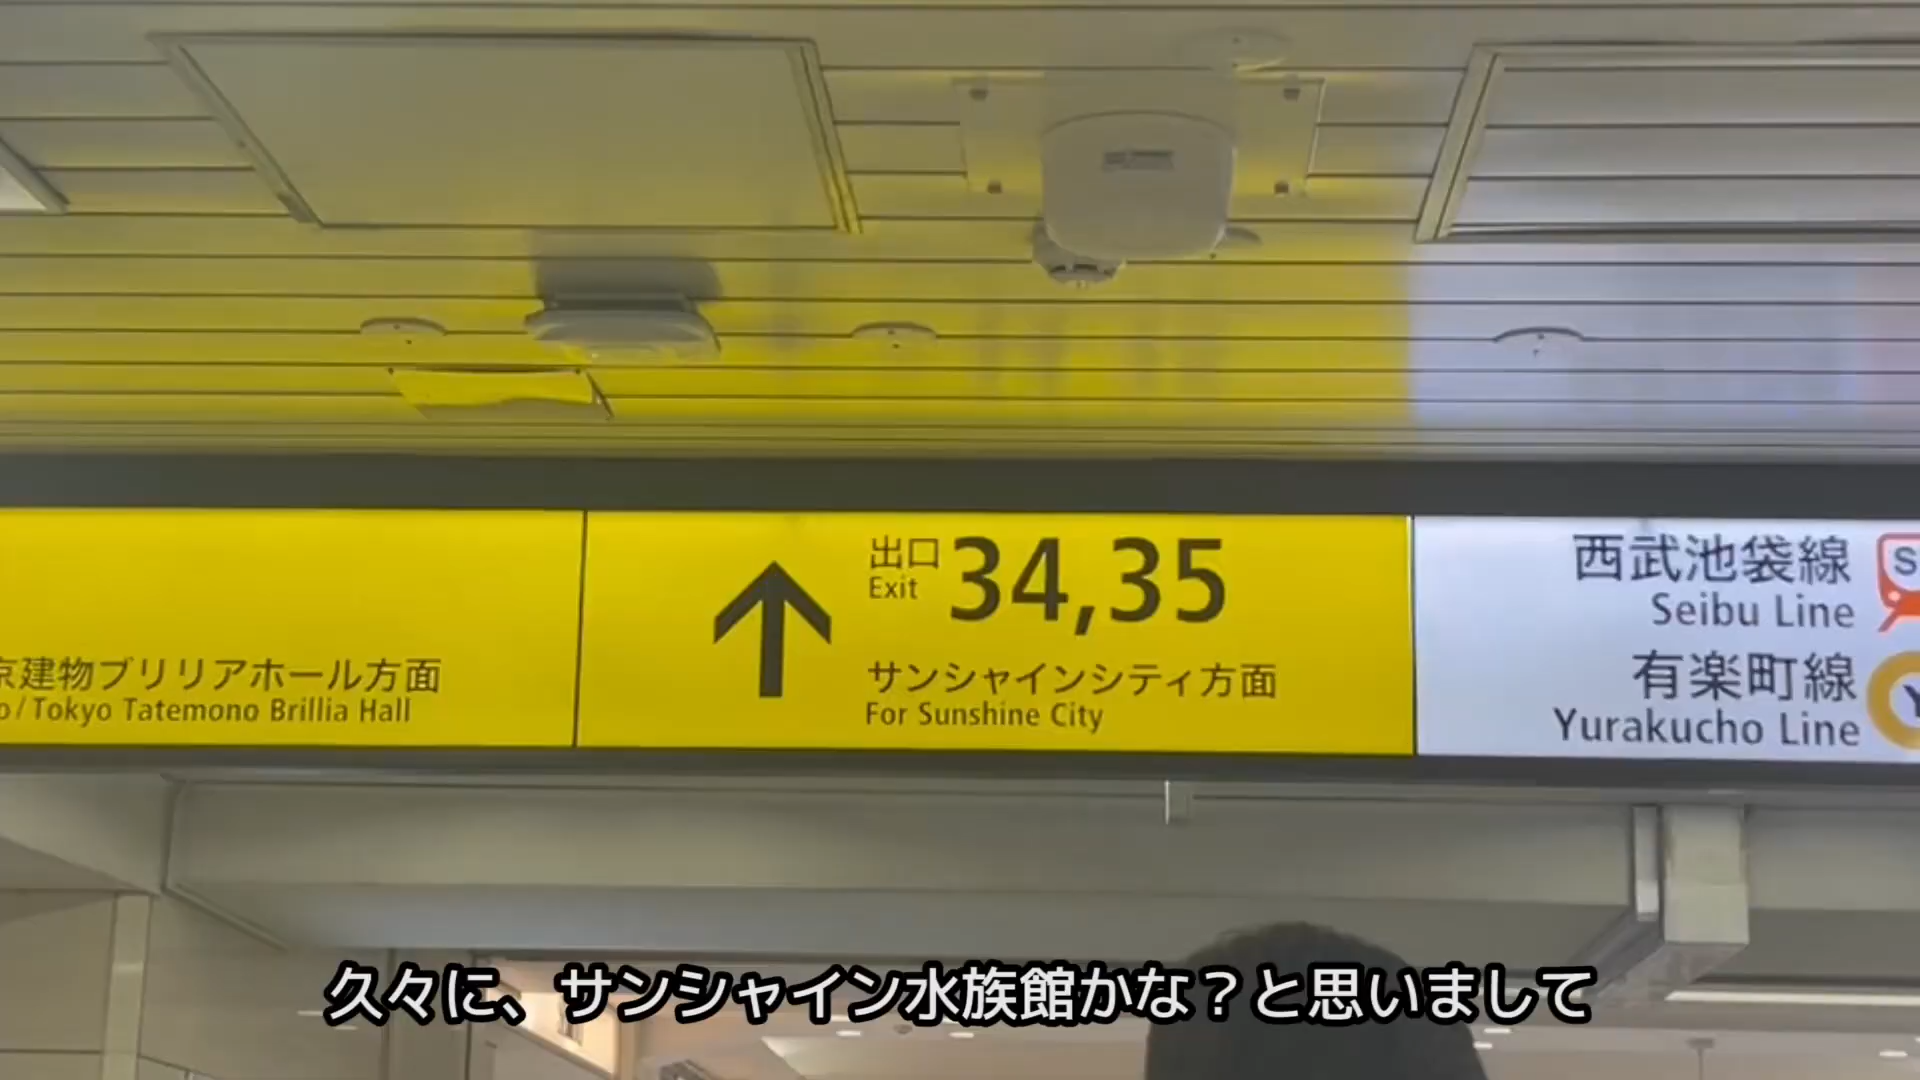 京建物ブリリアホール方面
o/Tokyo Tatemono Brillia Hall
出口 34,35
Exit
サンシャインシティ方面
For Sunshine City
西武池袋線
Seibu Line
S
有楽町線
Yurakucho Line
Y
久々に、サンシャイン水族館かな？と思いまして